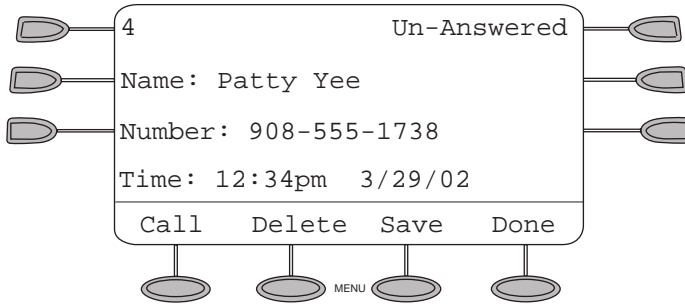 4 Un-Answered
Name: Patty Yee
Number: 908-555-1738
Time: 12:34pm 3/29/02
Call Delete Save Done
MENU